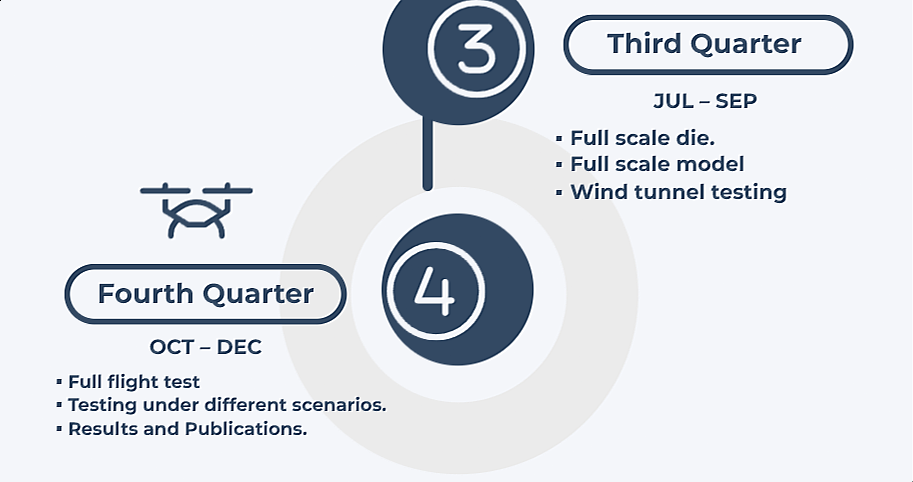 3
Third Quarter
JUL – SEP
▪ Full scale die.
▪ Full scale model
▪ Wind tunnel testing
4
Fourth Quarter
OCT – DEC
▪ Full flight test
▪ Testing under different scenarios.
▪ Results and Publications.